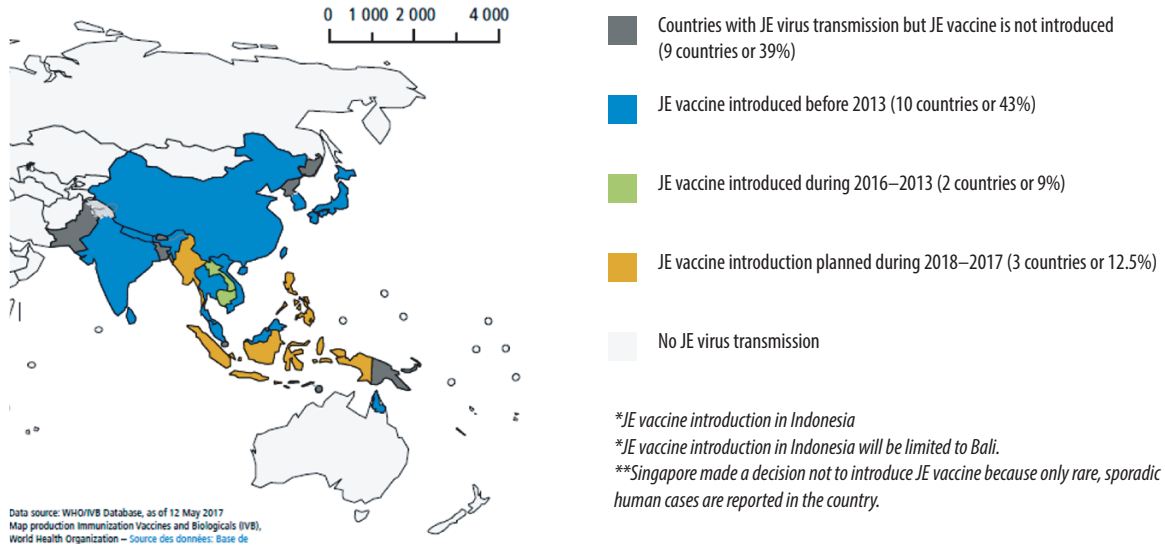 0 1 000 2 000 4 000
Countries with JE virus transmission but JE vaccine is not introduced
(9 countries or 39%)
JE vaccine introduced before 2013 (10 countries or 43%)
JE vaccine introduced during 2016–2013 (2 countries or 9%)
JE vaccine introduction planned during 2018–2017 (3 countries or 12.5%)
No JE virus transmission
*JE vaccine introduction in Indonesia
*JE vaccine introduction in Indonesia will be limited to Bali.
**Singapore made a decision not to introduce JE vaccine because only rare, sporadic
human cases are reported in the country.
Data source: WHO/IVB Database, as of 12 May 2017
Map production Immunization Vaccines and Biologicals (IVB),
World Health Organization – Source des données: Base de